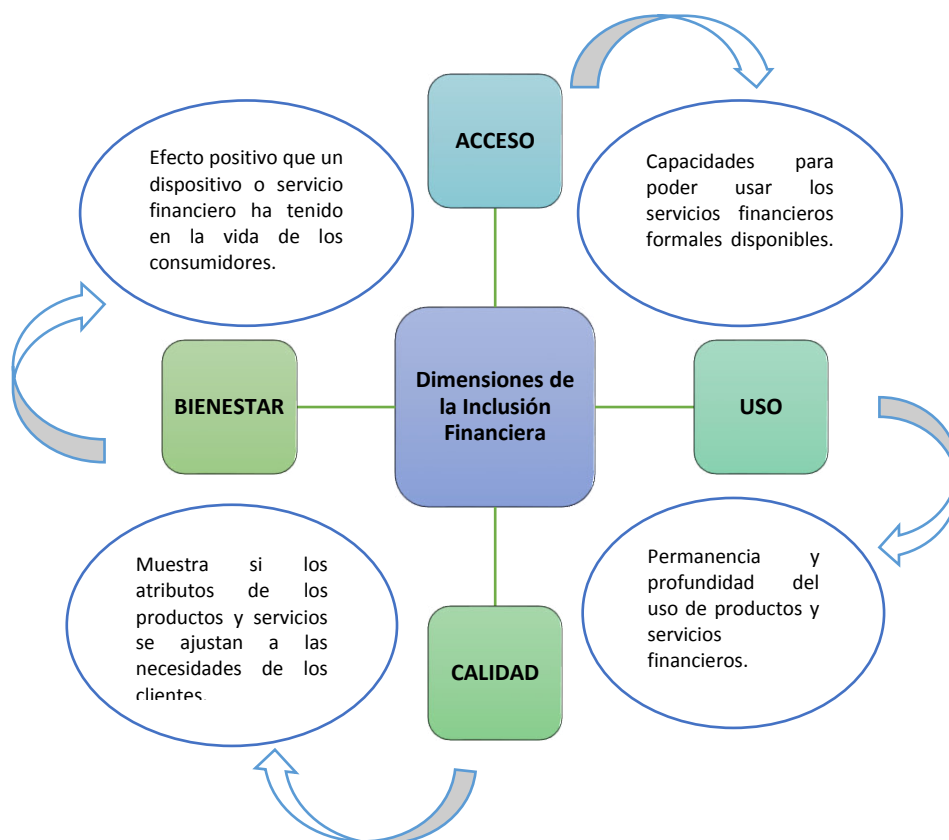 ACCESO
Efecto positivo que un
dispositivo o servicio
financiero ha tenido
en la vida de los
consumidores.
Capacidades para
poder usar los
servicios financieros
formales disponibles.
BIENESTAR
Dimensiones de
la Inclusión
Financiera
USO
Muestra si los
atributos de los
productos y servicios
se ajustan a las
necesidades de los
clientes.
Permanencia y
profundidad del
uso de productos y
servicios
financieros.
CALIDAD